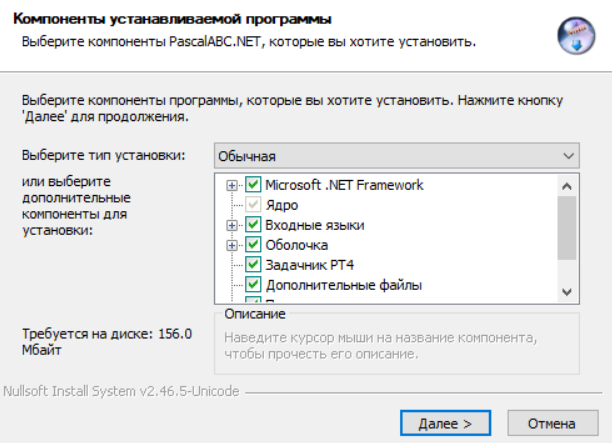 Компоненты устанавливаемой программы
Выберите компоненты PascalABC.NET, которые вы хотите установить.
Выберите компоненты программы, которые вы хотите установить. Нажмите кнопку
'Далее' для продолжения.
Выберите тип установки:
Обычная
или выберите
дополнительные
компоненты для
установки:
Microsoft .NET Framework
Ядро
Входные языки
Оболочка
Задачник PT4
Дополнительные файлы
Требуется на диске: 156.0
Мбайт
Описание
Наведите курсор мыши на название компонента,
чтобы прочесть его описание.
Nullsoft Install System v2.46.5-Unicode
Далее >
Отмена